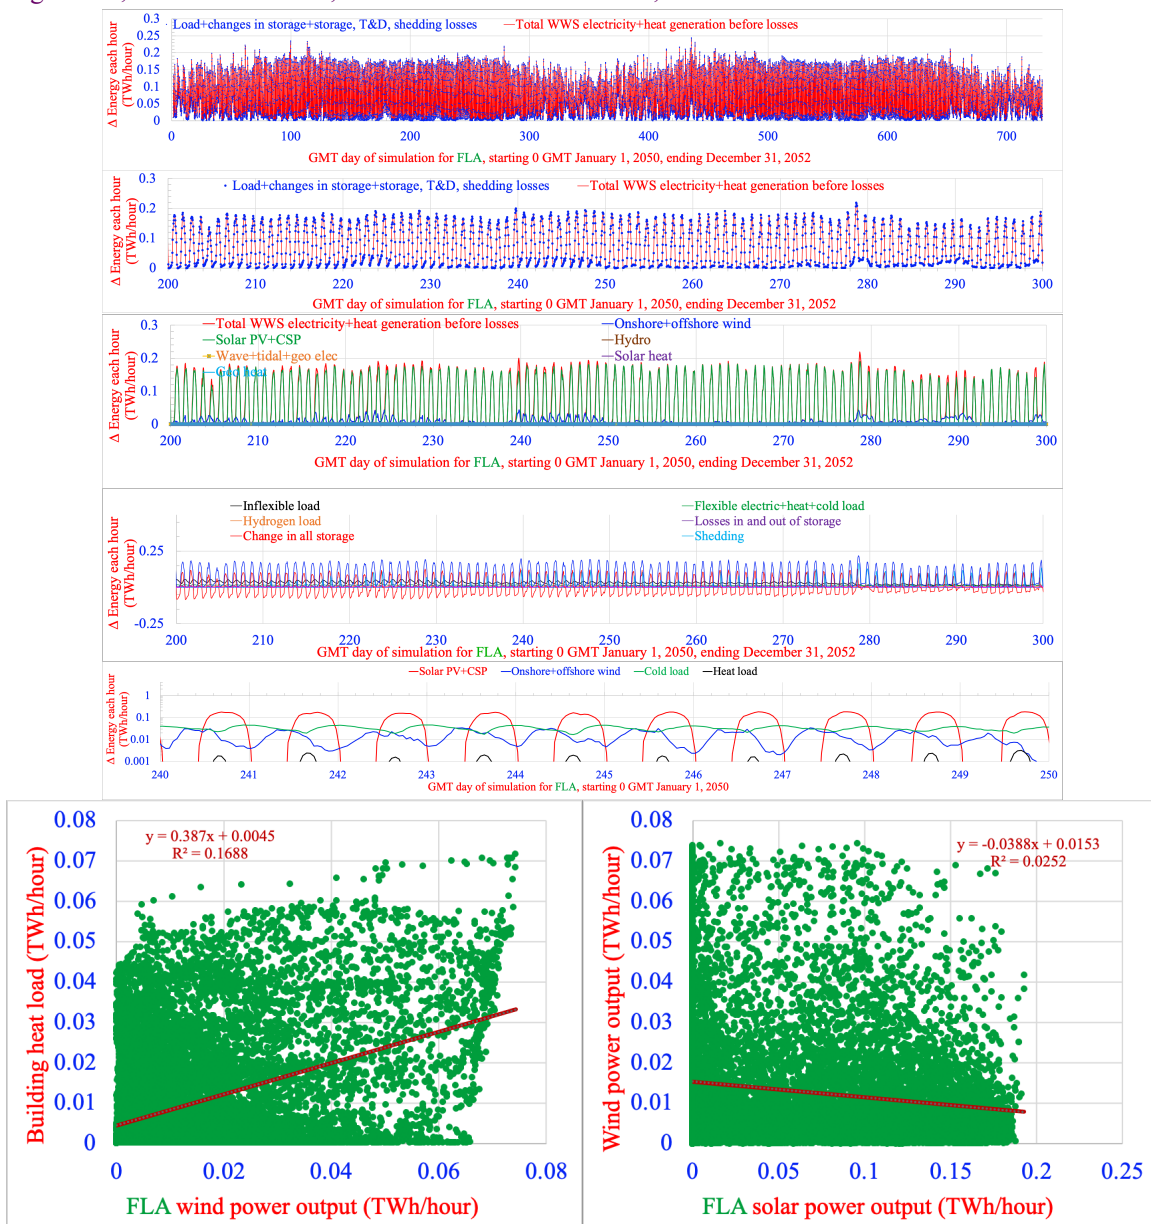 Load+changes in storage+storage, T&D, shedding losses —Total WWS electricity+heat generation before losses
Δ Energy each hour
(TWh/hour)
0.3
0.25
0.2
0.15
0.1
0.05
0
0 100 200 300 400 500 600 700
GMT day of simulation for FLA, starting 0 GMT January 1, 2050, ending December 31, 2052
Load+changes in storage+storage, T&D, shedding losses —Total WWS electricity+heat generation before losses
Δ Energy each hour
(TWh/hour)
0.3
0.2
0.1
0
200 210 220 230 240 250 260 270 280 290 300
GMT day of simulation for FLA, starting 0 GMT January 1, 2050, ending December 31, 2052
—Total WWS electricity+heat generation before losses —Onshore+offshore wind
—Solar PV+CSP —Hydro
Wave+tidal+geo elec —Solar heat
Geo heat
Δ Energy each hour
(TWh/hour)
0.3
0.2
0.1
0
200 210 220 230 240 250 260 270 280 290 300
GMT day of simulation for FLA, starting 0 GMT January 1, 2050, ending December 31, 2052
—Inflexible load —Flexible electric+heat+cold load
—Hydrogen load —Losses in and out of storage
—Change in all storage —Shedding
Δ Energy each hour
(TWh/hour)
0.25
-0.25
200 210 220 230 240 250 260 270 280 290 300
GMT day of simulation for FLA, starting 0 GMT January 1, 2050, ending December 31, 2052
—Solar PV+CSP —Onshore+offshore wind —Cold load —Heat load
Δ Energy each hour
(TWh/hour)
1
0.1
0.01
0.001
240 241 242 243 244 245 246 247 248 249 250
GMT day of simulation for FLA, starting 0 GMT January 1, 2050
Building heat load (TWh/hour)
y = 0.387x + 0.0045
R² = 0.1688
0.08
0.07
0.06
0.05
0.04
0.03
0.02
0.01
0
0 0.02 0.04 0.06 0.08
FLA wind power output (TWh/hour)
Wind power output (TWh/hour)
y = -0.0388x + 0.0153
R² = 0.0252
0.08
0.07
0.06
0.05
0.04
0.03
0.02
0.01
0
0 0.05 0.1 0.15 0.2 0.25
FLA solar power output (TWh/hour)